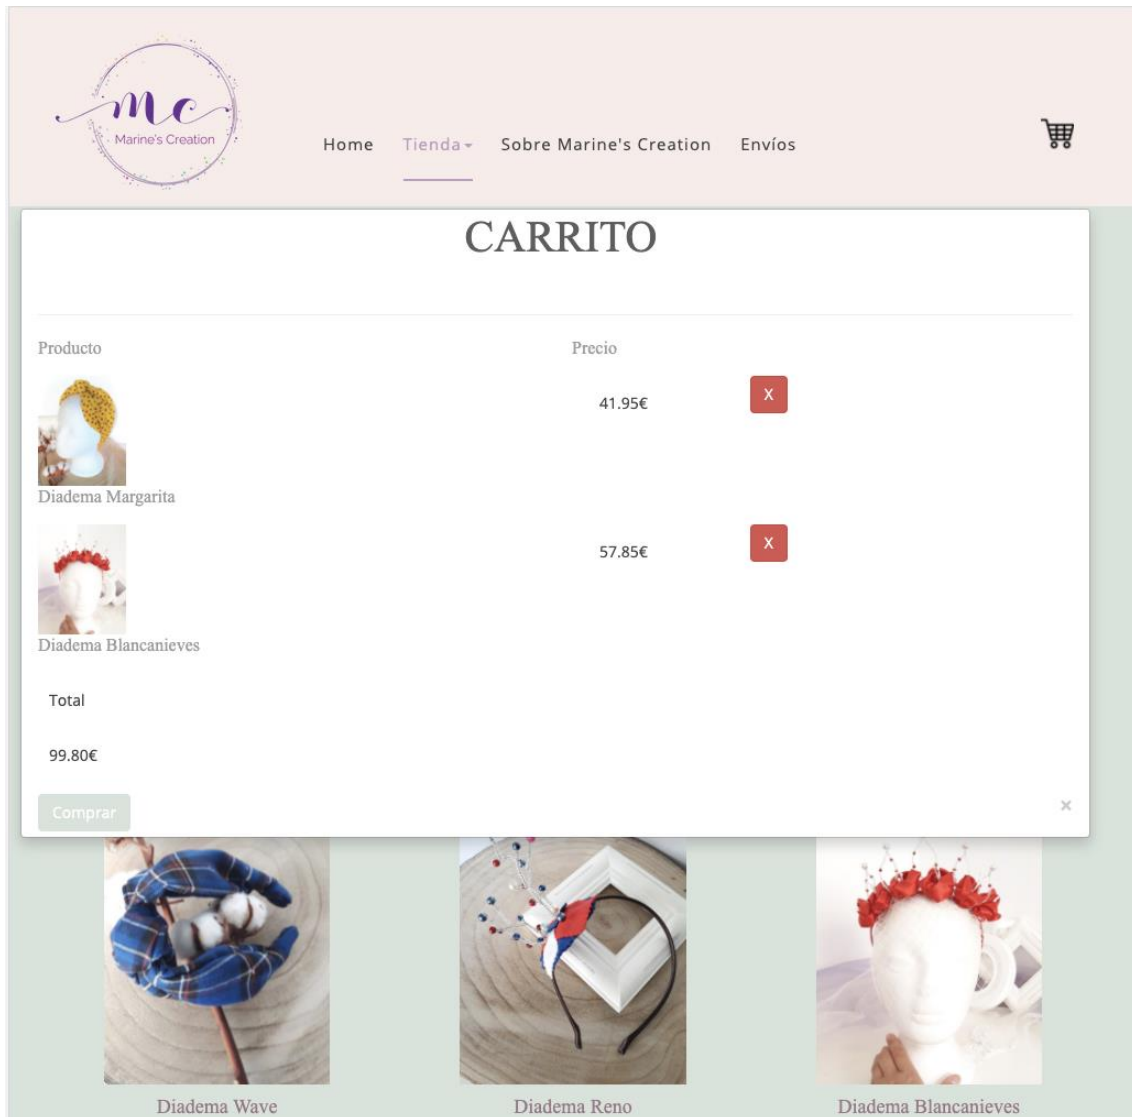 mc
Marine's Creation
Home Tienda Sobre Marine's Creation Envíos
CARRITO
Producto Precio
41.95€ X
Diadema Margarita
57.85€ X
Diadema Blancanieves
Total
99.80€
Comprar ×
Diadema Wave Diadema Reno Diadema Blancanieves